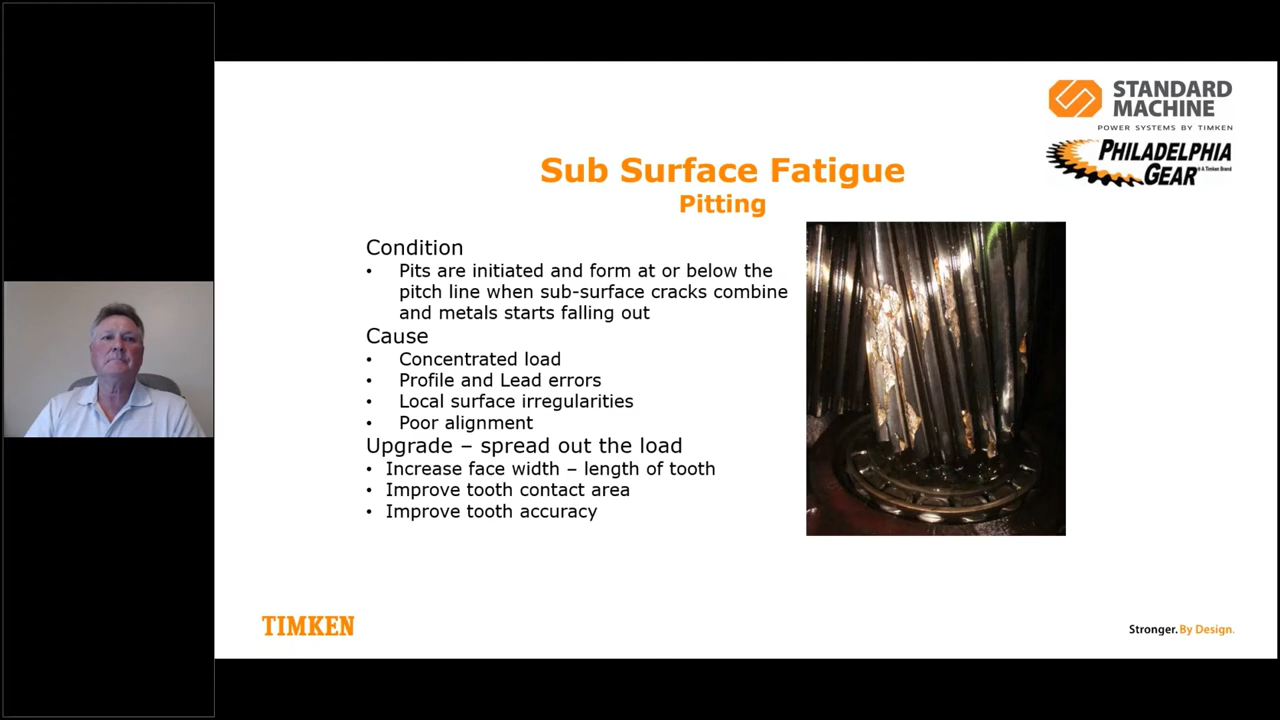 STANDARD
MACHINE
POWER SYSTEMS BY TIMKEN
PHILADELPHIA
GEAR
A Timken Brand
Sub Surface Fatigue
Pitting
Condition
• Pits are initiated and form at or below the
pitch line when sub-surface cracks combine
and metals starts falling out
Cause
• Concentrated load
• Profile and Lead errors
• Local surface irregularities
• Poor alignment
Upgrade – spread out the load
• Increase face width – length of tooth
• Improve tooth contact area
• Improve tooth accuracy
TIMKEN
Stronger. By Design.